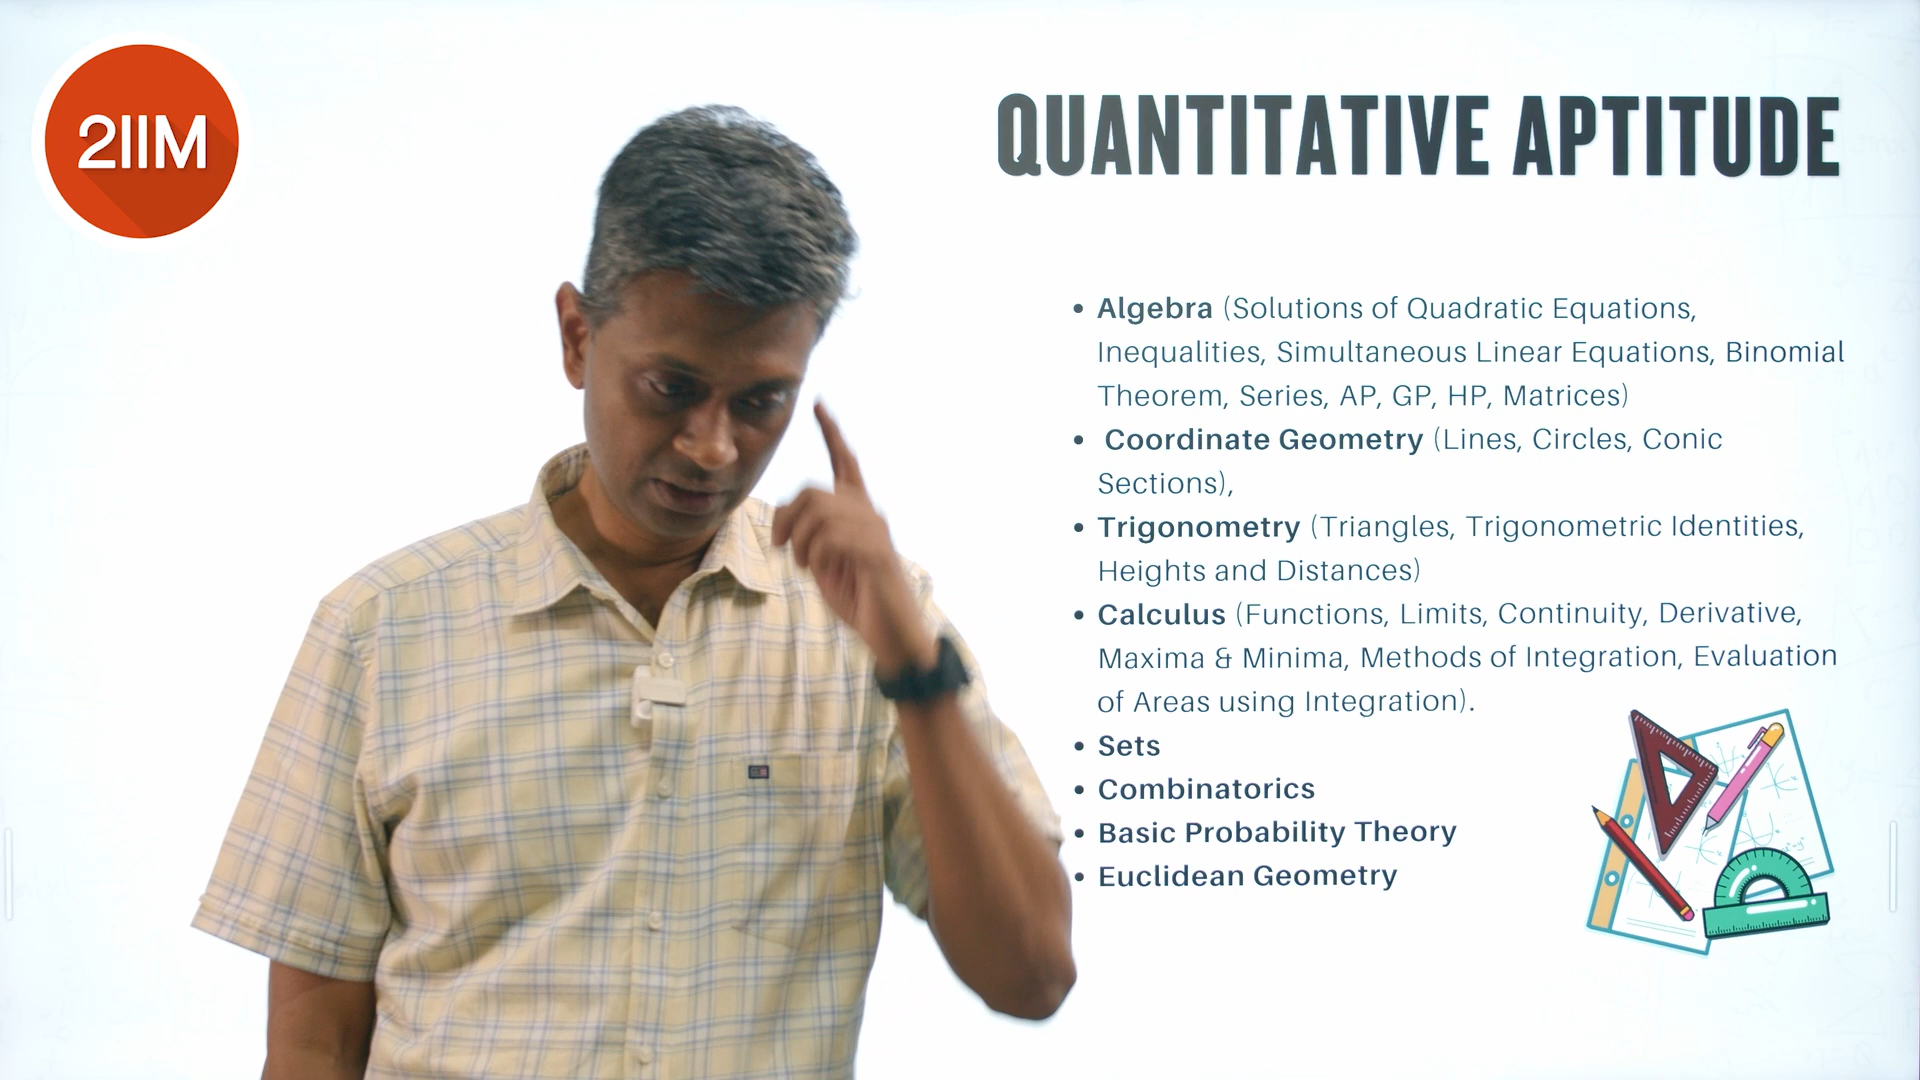 2IIM
QUANTITATIVE APTITUDE
• Algebra (Solutions of Quadratic Equations,
Inequalities, Simultaneous Linear Equations, Binomial
Theorem, Series, AP, GP, HP, Matrices)
• Coordinate Geometry (Lines, Circles, Conic
Sections),
• Trigonometry (Triangles, Trigonometric Identities,
Heights and Distances)
• Calculus (Functions, Limits, Continuity, Derivative,
Maxima & Minima, Methods of Integration, Evaluation
of Areas using Integration).
• Sets
• Combinatorics
• Basic Probability Theory
• Euclidean Geometry